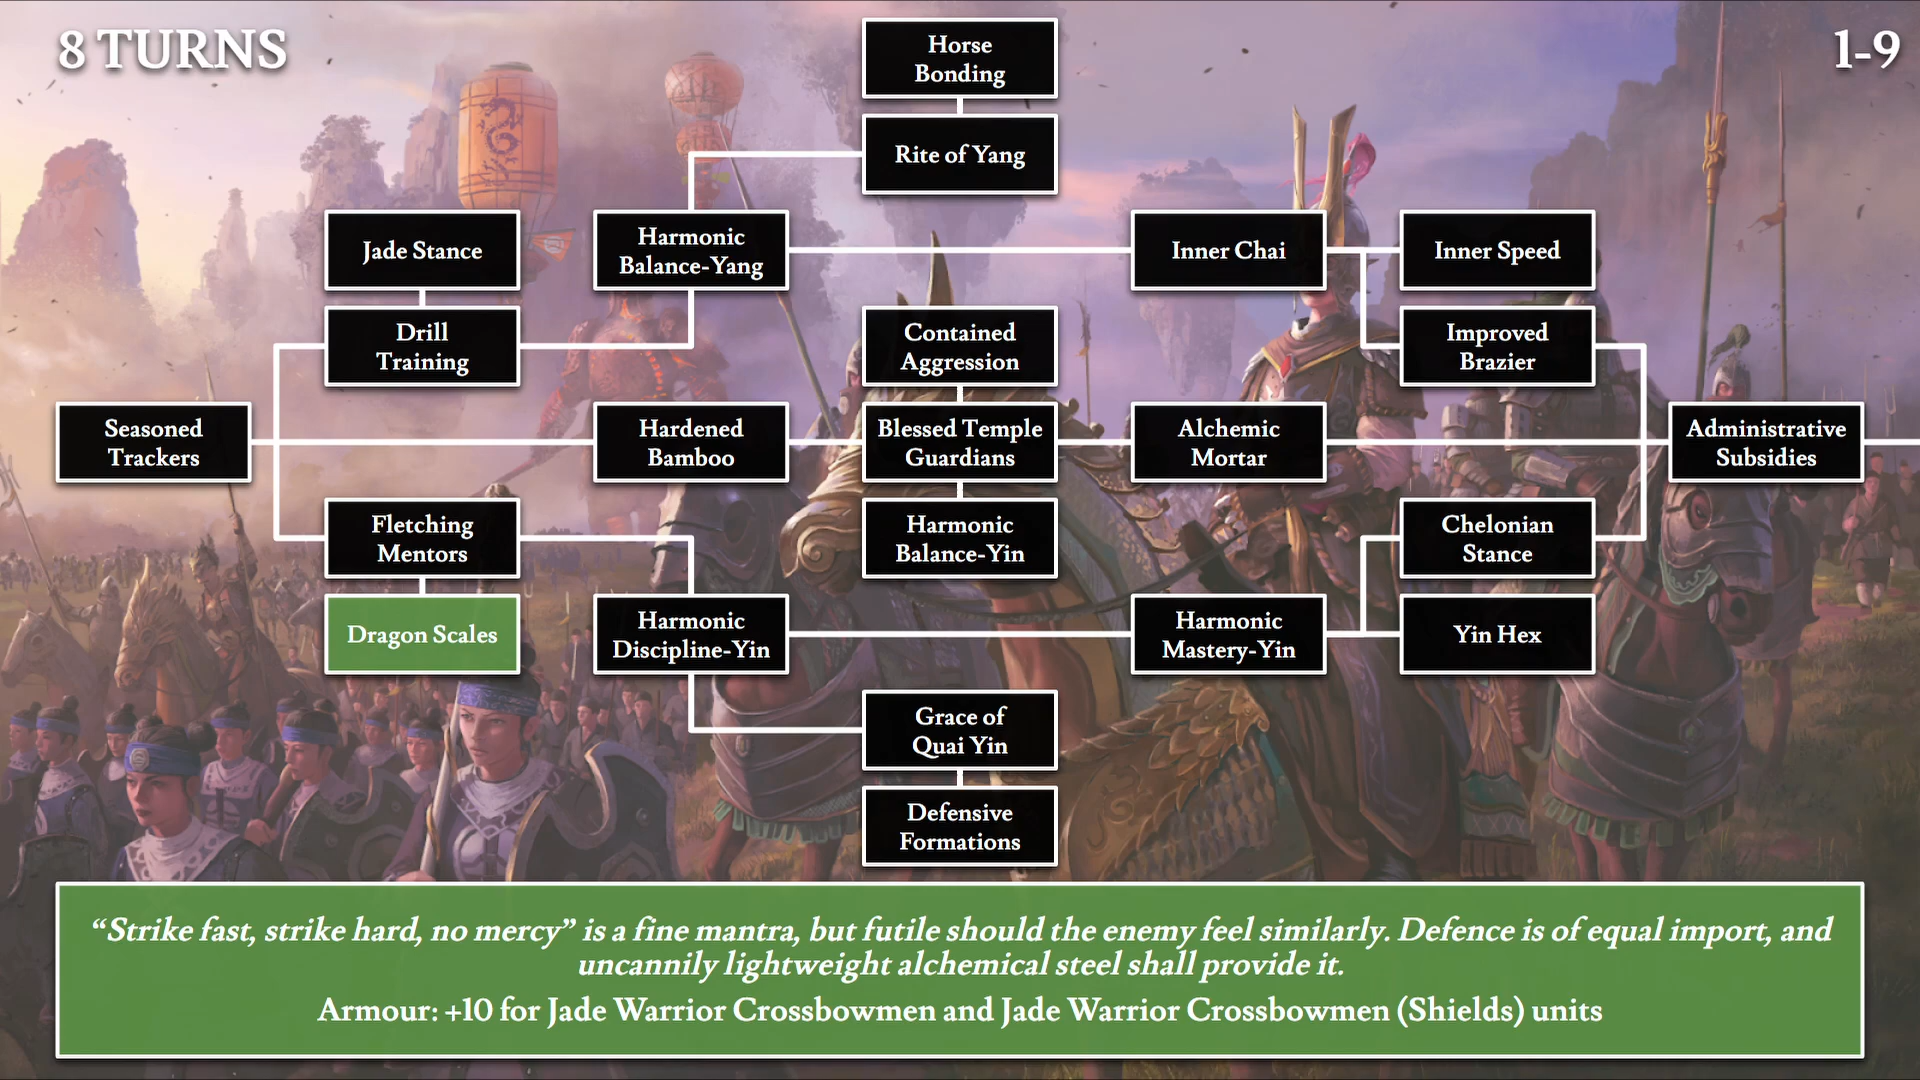 8 TURNS
1-9
Horse
Bonding
Rite of Yang
Jade Stance
Harmonic
Balance-Yang
Inner Chai
Inner Speed
Drill
Training
Contained
Aggression
Improved
Brazier
Seasoned
Trackers
Hardened
Bamboo
Blessed Temple
Guardians
Alchemic
Mortar
Administrative
Subsidies
Fletching
Mentors
Harmonic
Balance-Yin
Chelonian
Stance
Dragon Scales
Harmonic
Discipline-Yin
Harmonic
Mastery-Yin
Yin Hex
Grace of
Quai Yin
Defensive
Formations
“Strike fast, strike hard, no mercy” is a fine mantra, but futile should the enemy feel similarly. Defence is of equal import, and
uncannily lightweight alchemical steel shall provide it.
Armour: +10 for Jade Warrior Crossbowmen and Jade Warrior Crossbowmen (Shields) units